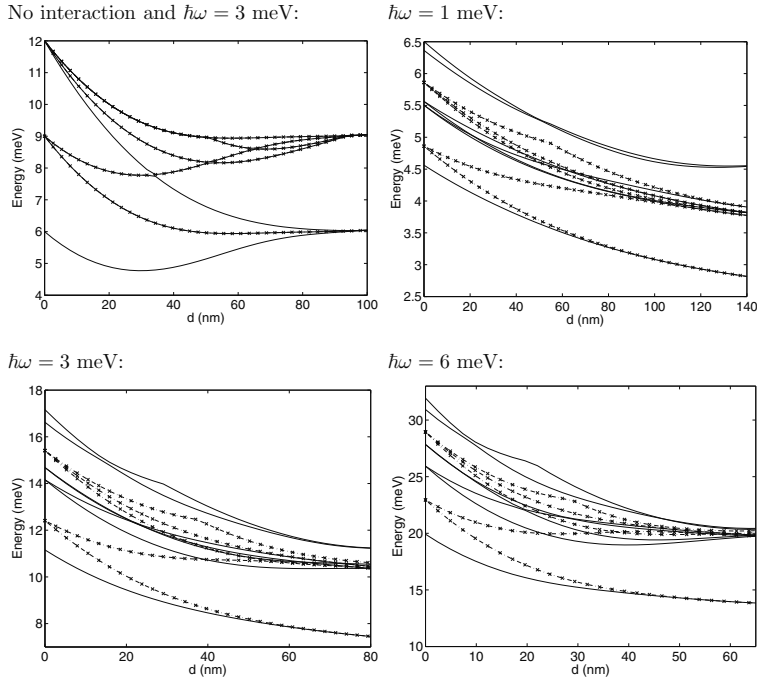 No interaction and ħω = 3 meV:
12
11
10
9
8
7
6
5
4
Energy (meV)
0 20 40 60 80 100
d (nm)
ħω = 1 meV:
6.5
6
5.5
5
4.5
4
3.5
3
2.5
Energy (meV)
0 20 40 60 80 100 120 140
d (nm)
ħω = 3 meV:
18
16
14
12
10
8
Energy (meV)
0 20 40 60 80
d (nm)
ħω = 6 meV:
30
25
20
15
10
Energy (meV)
0 10 20 30 40 50 60
d (nm)